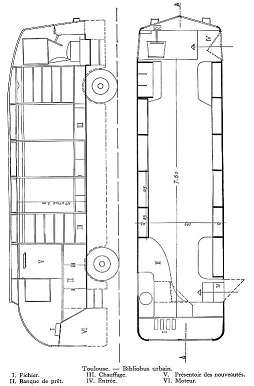 A
IV
7.60
A
Toulouse. — Bibliobus urbain.
I. Fichier. III. Chauffage. V. Présentoir des nouveautés.
II. Banque de prêt. IV. Entrée. VI. Moteur.